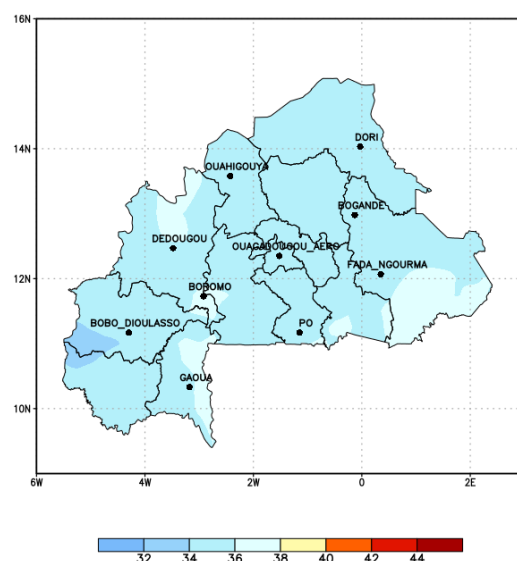 16N
14N
12N
10N
DORI
OUAHIGOUYA
BOGANDE
DEDOUGOU
OUAGADOUGOU_AERO
FADA_NGOURMA
BOROMO
BOBO_DIOULASSO
PO
GAOUA
6W
4W
2W
0
2E
32
34
36
38
40
42
44